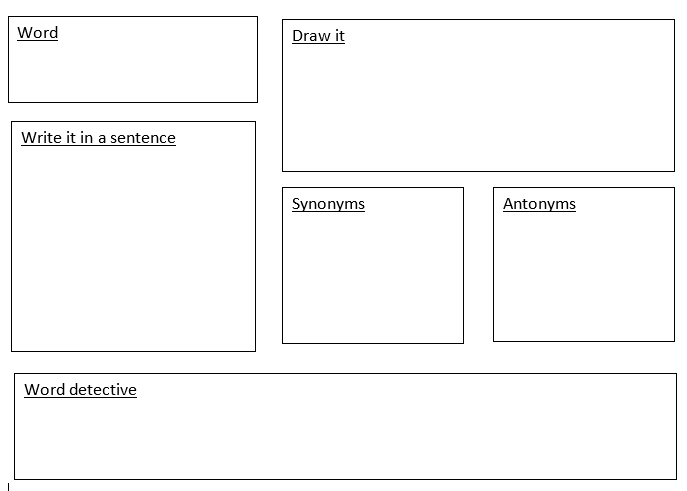 Word
Draw it
Write it in a sentence
Synonyms
Antonyms
Word detective